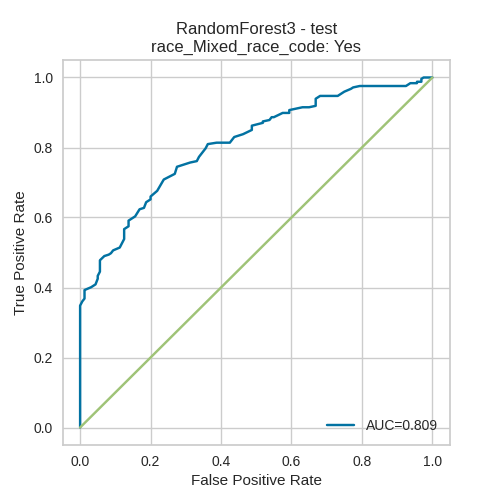 RandomForest3 - test
race_Mixed_race_code: Yes
True Positive Rate
1.0
0.8
0.6
0.4
0.2
0.0
AUC=0.809
0.0 0.2 0.4 0.6 0.8 1.0
False Positive Rate